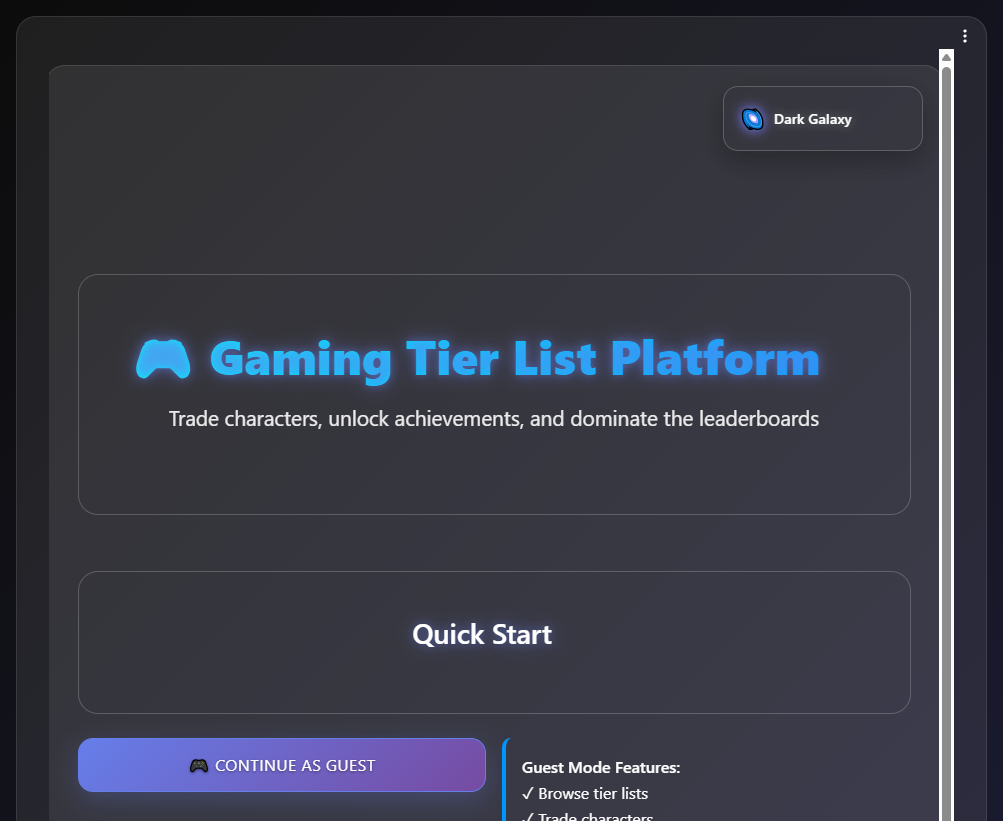 Dark Galaxy
🎮 Gaming Tier List Platform
Trade characters, unlock achievements, and dominate the leaderboards
Quick Start
🎮 CONTINUE AS GUEST
Guest Mode Features:
✓ Browse tier lists
✓ Trade characters